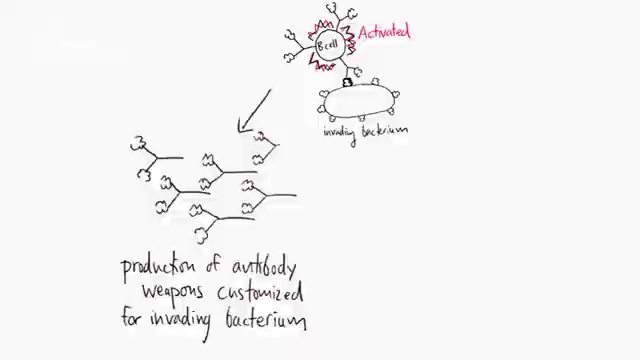 B cell
Activated
invading bacterium
production of antibody
weapons customized
for invading bacterium